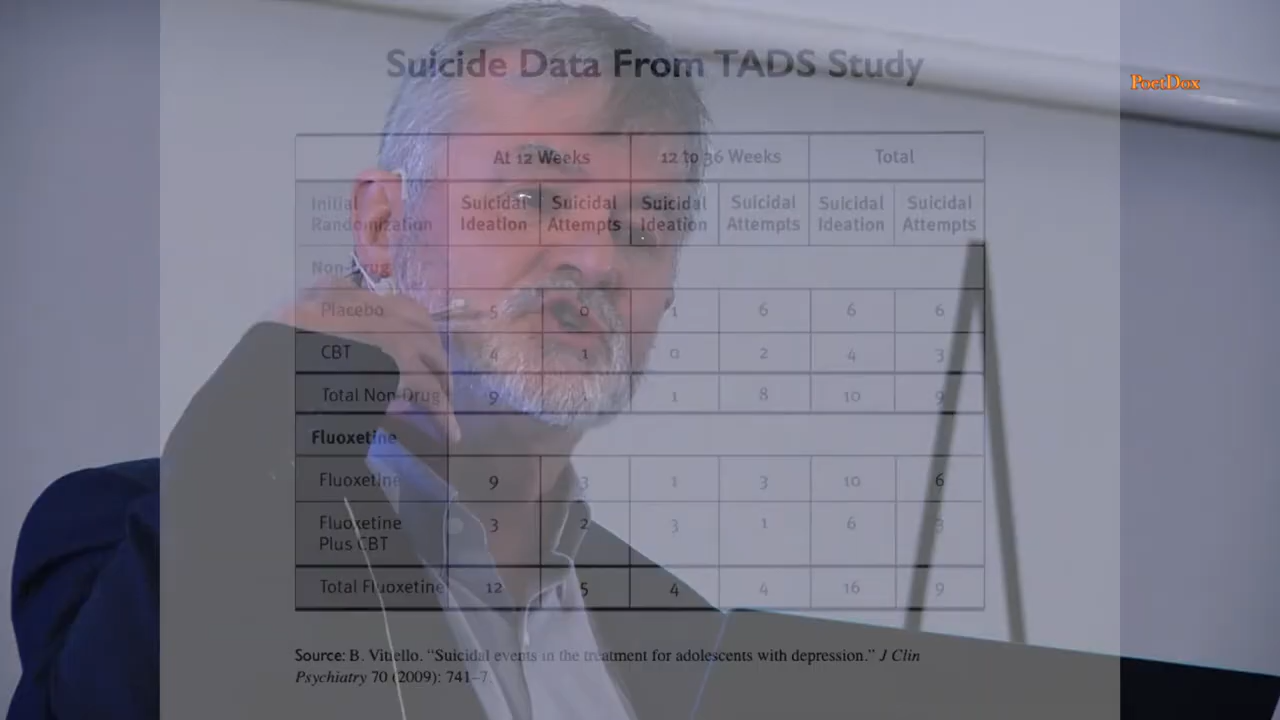 Suicide Data From TADS Study
PoetDox
At 12 Weeks 12 to 36 Weeks Total
Initial Randomization Suicidal Ideation Suicidal Attempts Suicidal Ideation Suicidal Attempts Suicidal Ideation Suicidal Attempts
Non-Drug
Placebo 5 0 1 6 6 6
CBT 4 1 0 2 4 3
Total Non-Drug 9 1 8 10 9
Fluoxetine
Fluoxetine 9 3 1 3 10 6
Fluoxetine Plus CBT 3 2 3 1 6 3
Total Fluoxetine 12 5 4 4 16 9
Source: B. Vitiello. “Suicidal events in the treatment for adolescents with depression.” J Clin
Psychiatry 70 (2009): 741–7.